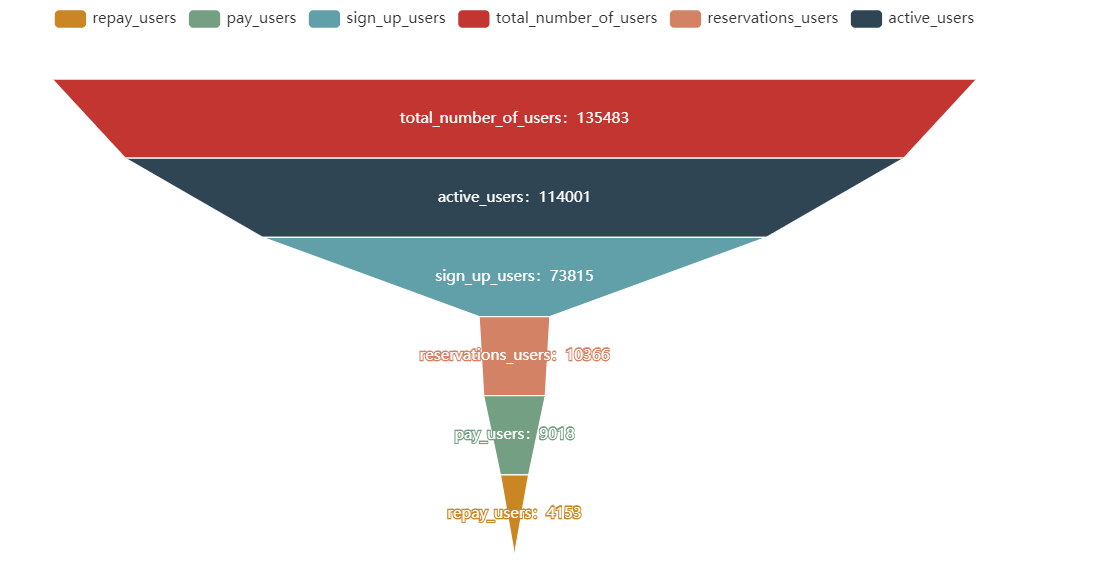 repay_users pay_users sign_up_users total_number_of_users reservations_users active_users
total_number_of_users: 135483
active_users: 114001
sign_up_users: 73815
reservations_users: 10366
pay_users: 9018
repay_users: 4153